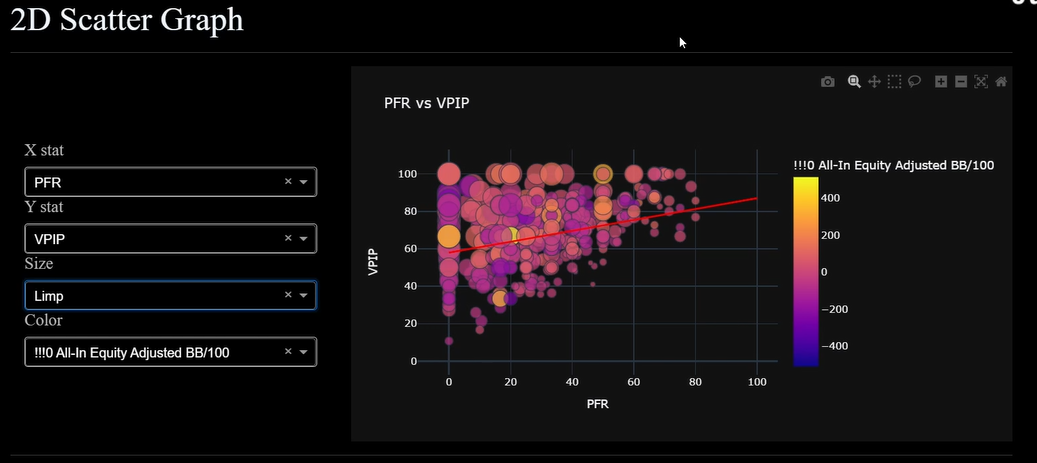 2D Scatter Graph
X stat
PFR
Y stat
VPIP
Size
Limp
Color
!!!0 All-In Equity Adjusted BB/100
PFR vs VPIP
!!!0 All-In Equity Adjusted BB/100
400
200
0
−200
−400
VPIP
100
80
60
40
20
0
0 20 40 60 80 100
PFR